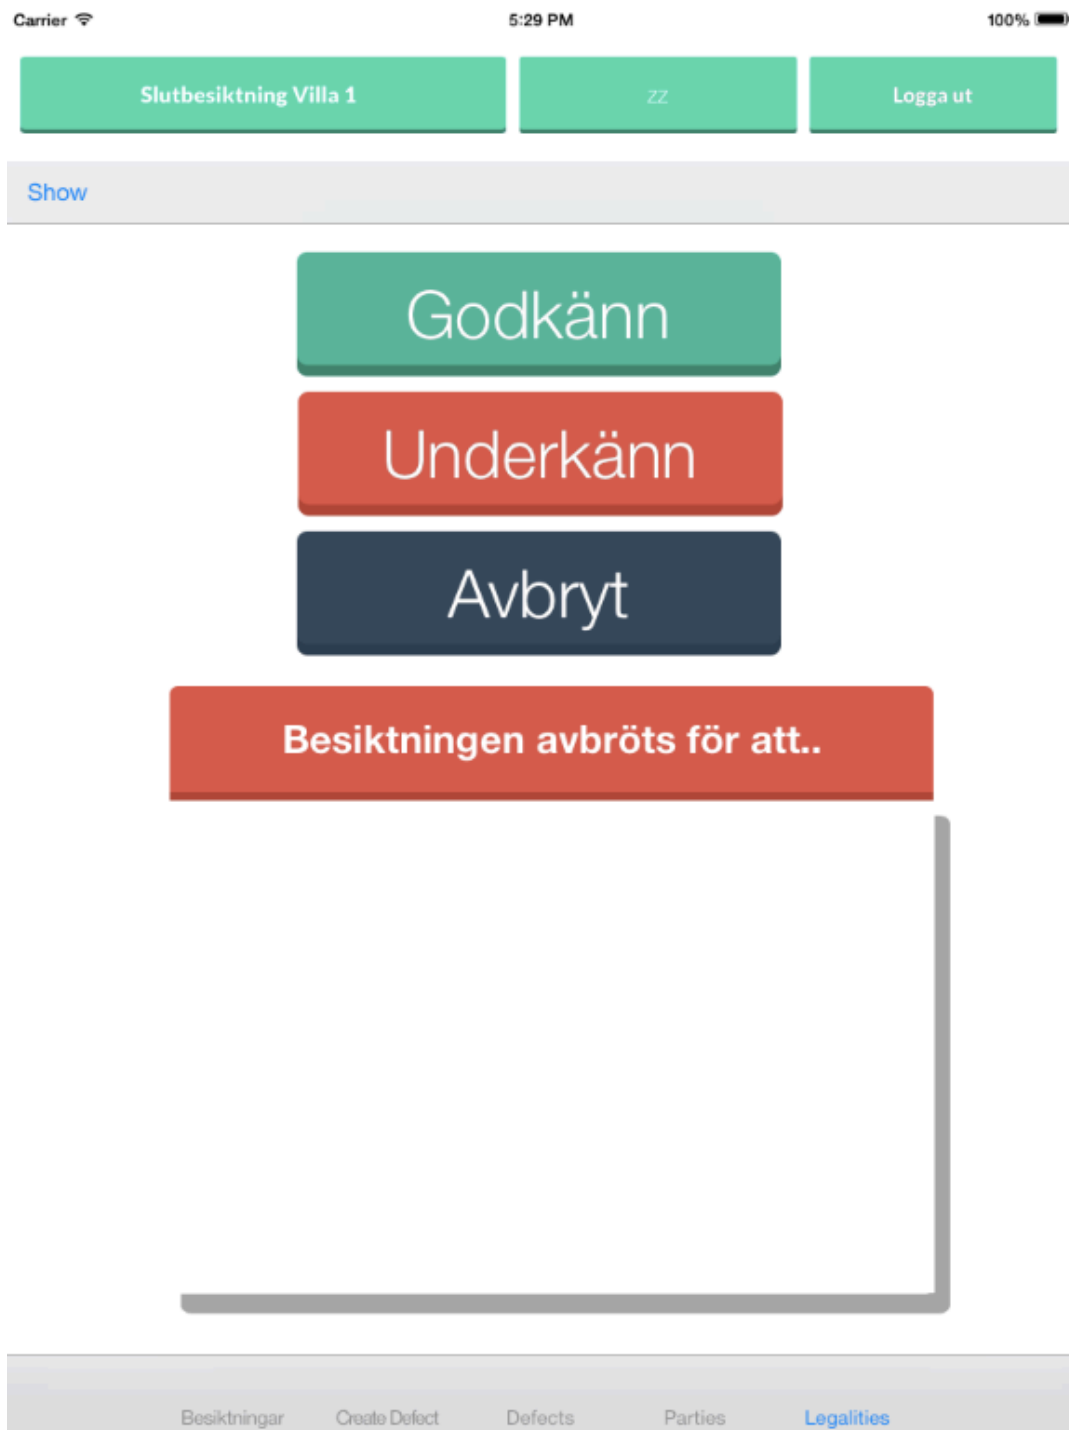 Carrier 5:29 PM 100%
Slutbesiktning Villa 1 zz Logga ut
Show
Godkänn
Underkänn
Avbryt
Besiktningen avbröts för att..
Besiktningar Create Defect Defects Parties Legalities